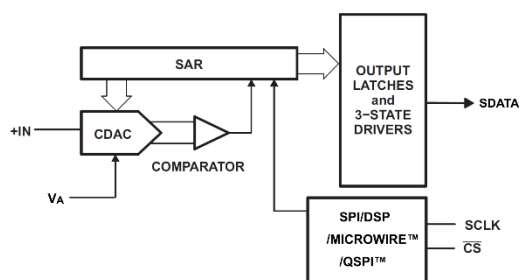 SAR
OUTPUT
LATCHES
and
3−STATE
DRIVERS
SDATA
+IN
CDAC
COMPARATOR
VA
SPI/DSP
/MICROWIRE™
/QSPI™
SCLK
CS